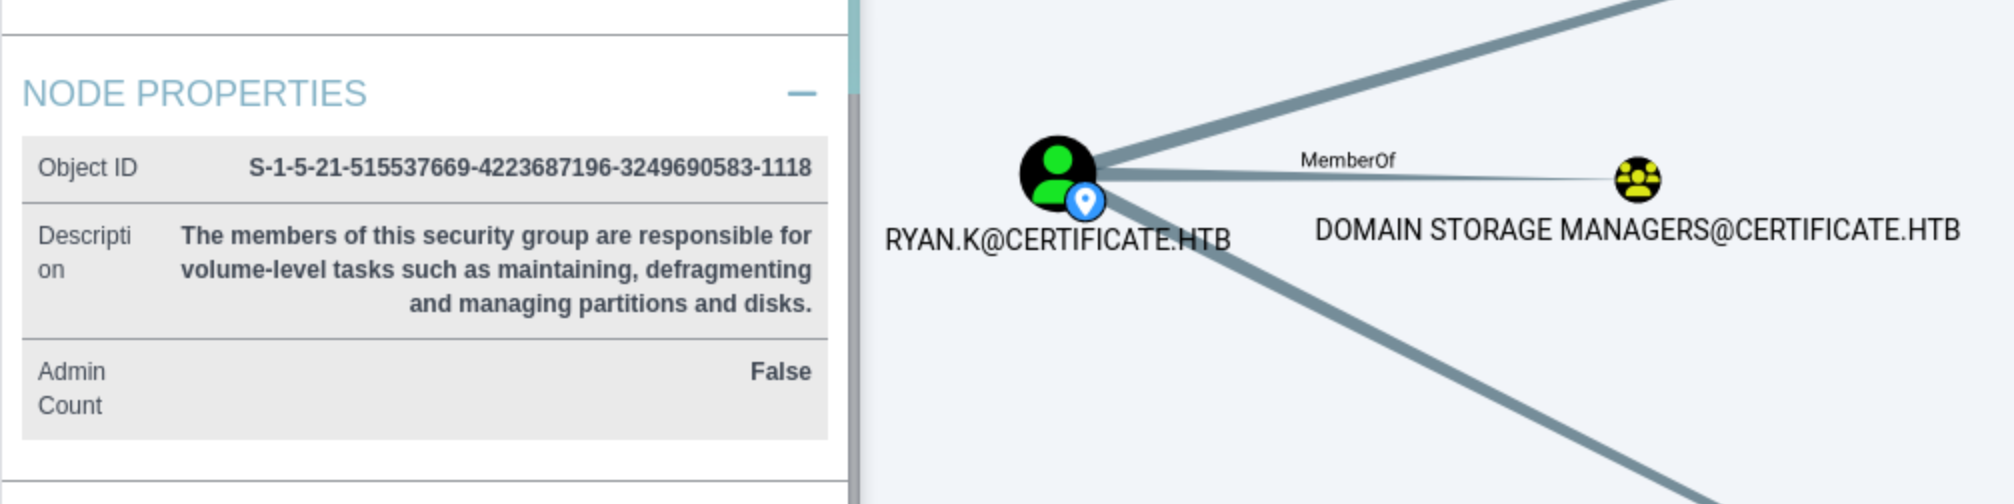 NODE PROPERTIES
Object ID
S-1-5-21-515537669-4223687196-3249690583-1118
Descripti
on
The members of this security group are responsible for
volume-level tasks such as maintaining, defragmenting
and managing partitions and disks.
Admin
Count
False
MemberOf
RYAN.K@CERTIFICATE.HTB
DOMAIN STORAGE MANAGERS@CERTIFICATE.HTB